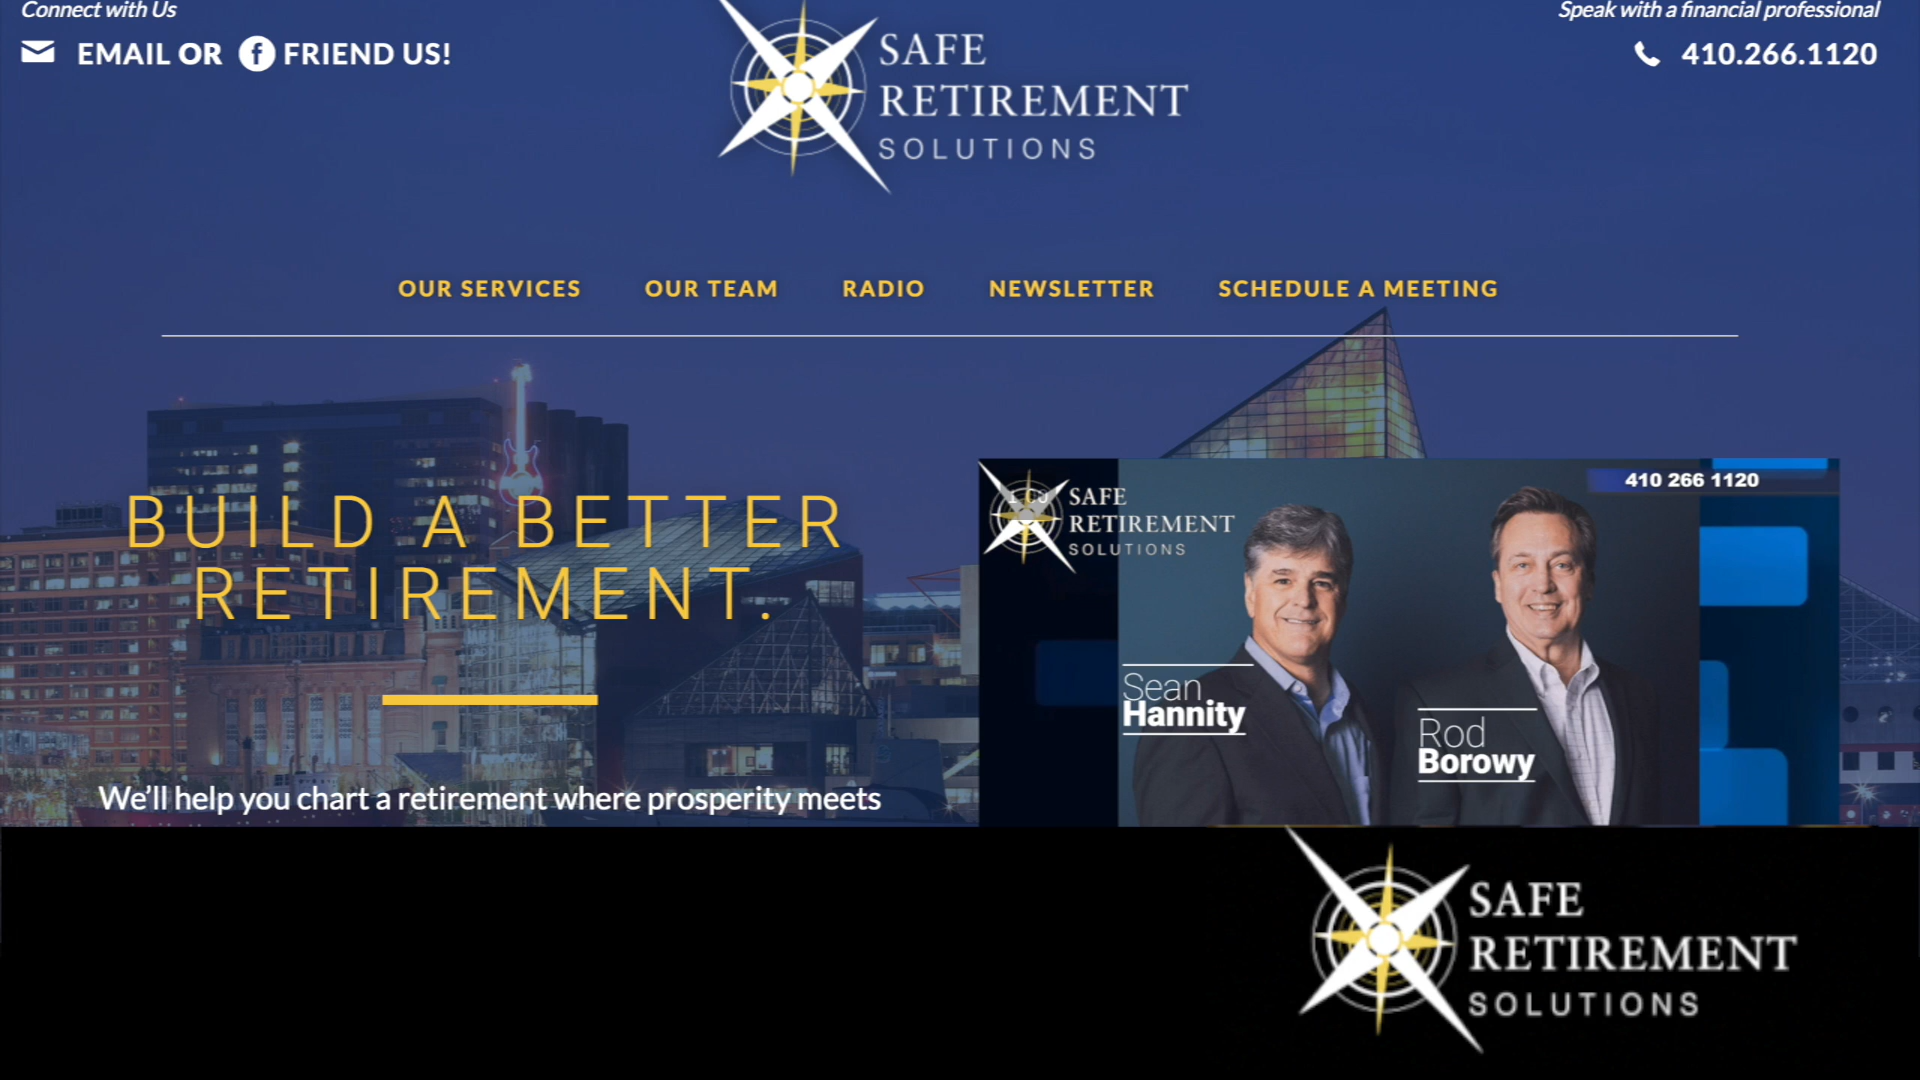 Connect with Us
EMAIL OR f FRIEND US!
SAFE
RETIREMENT
SOLUTIONS
Speak with a financial professional
410.266.1120
OUR SERVICES OUR TEAM RADIO NEWSLETTER SCHEDULE A MEETING
BUILD A BETTER
RETIREMENT.
We'll help you chart a retirement where prosperity meets
SAFE
RETIREMENT
SOLUTIONS
410 266 1120
Sean
Hannity
Rod
Borowy
SAFE
RETIREMENT
SOLUTIONS